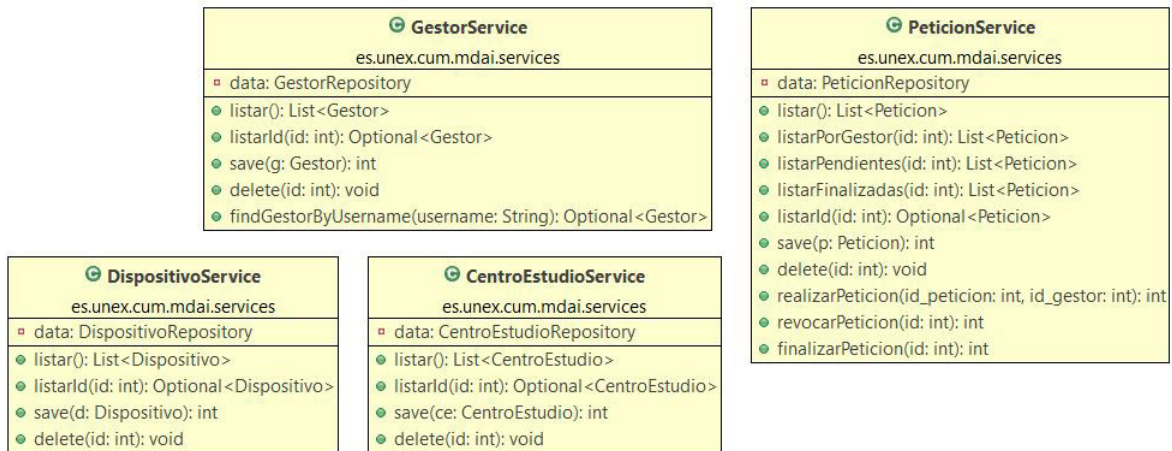 GestorService
es.unex.cum.mdai.services
data: GestorRepository
listar(): List<Gestor>
listarId(id: int): Optional<Gestor>
save(g: Gestor): int
delete(id: int): void
findGestorByUsername(username: String): Optional<Gestor>
PeticionService
es.unex.cum.mdai.services
data: PeticionRepository
listar(): List<Peticion>
listarPorGestor(id: int): List<Peticion>
listarPendientes(id: int): List<Peticion>
listarFinalizadas(id: int): List<Peticion>
listarId(id: int): Optional<Peticion>
save(p: Peticion): int
delete(id: int): void
realizarPeticion(id_peticion: int, id_gestor: int): int
revocarPeticion(id: int): int
finalizarPeticion(id: int): int
DispositivoService
es.unex.cum.mdai.services
data: DispositivoRepository
listar(): List<Dispositivo>
listarId(id: int): Optional<Dispositivo>
save(d: Dispositivo): int
delete(id: int): void
CentroEstudioService
es.unex.cum.mdai.services
data: CentroEstudioRepository
listar(): List<CentroEstudio>
listarId(id: int): Optional<CentroEstudio>
save(ce: CentroEstudio): int
delete(id: int): void